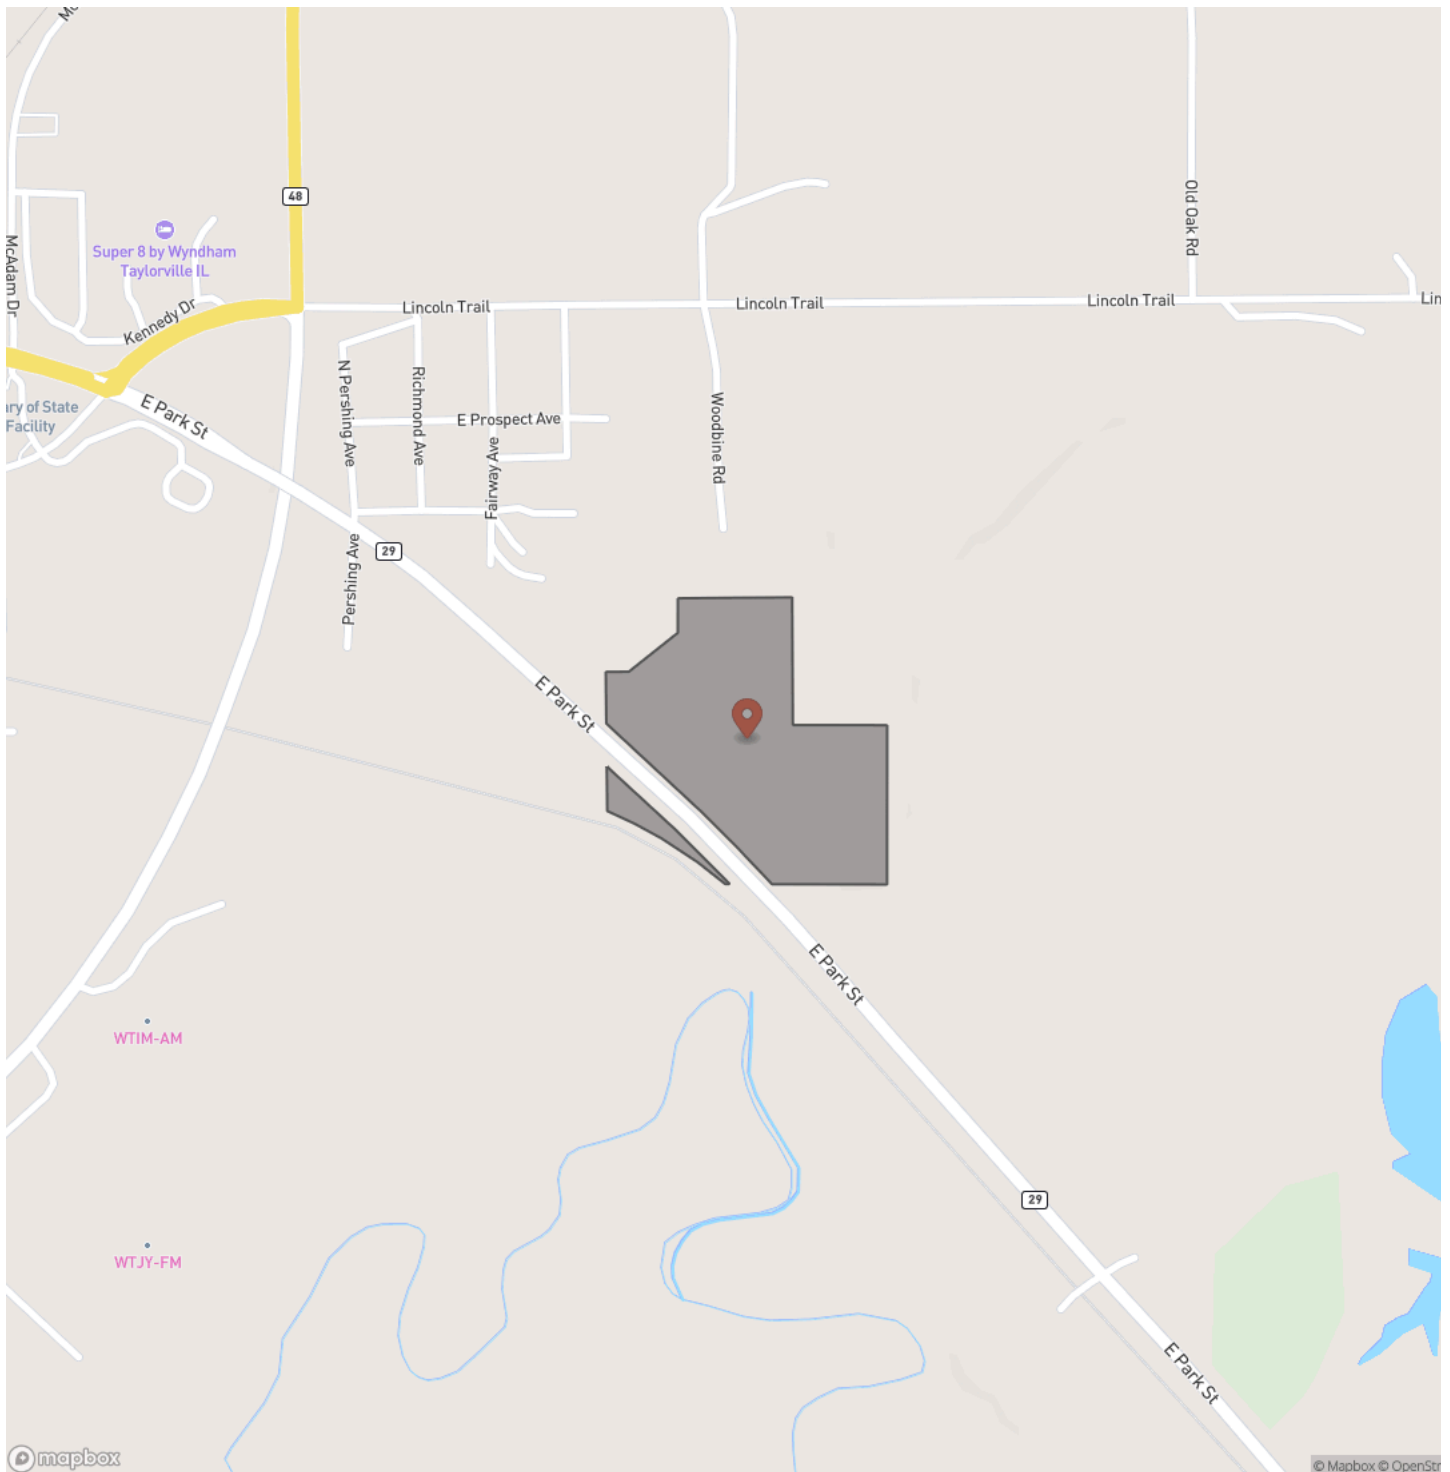 Mc
48
Old Oak Rd
Super 8 by Wyndham
Taylorville IL
McAdam Dr
Kennedy Dr
Lincoln Trail
Lincoln Trail
Lincoln Trail
Lin
N Pershing Ave
Richmond Ave
E Prospect Ave
Fairway Ave
Woodbine Rd
ary of State
Facility
E Park St
29
Pershing Ave
E Park St
E Park St
WTIM-AM
29
WTJY-FM
E Park St
mapbox
© Mapbox © OpenStr